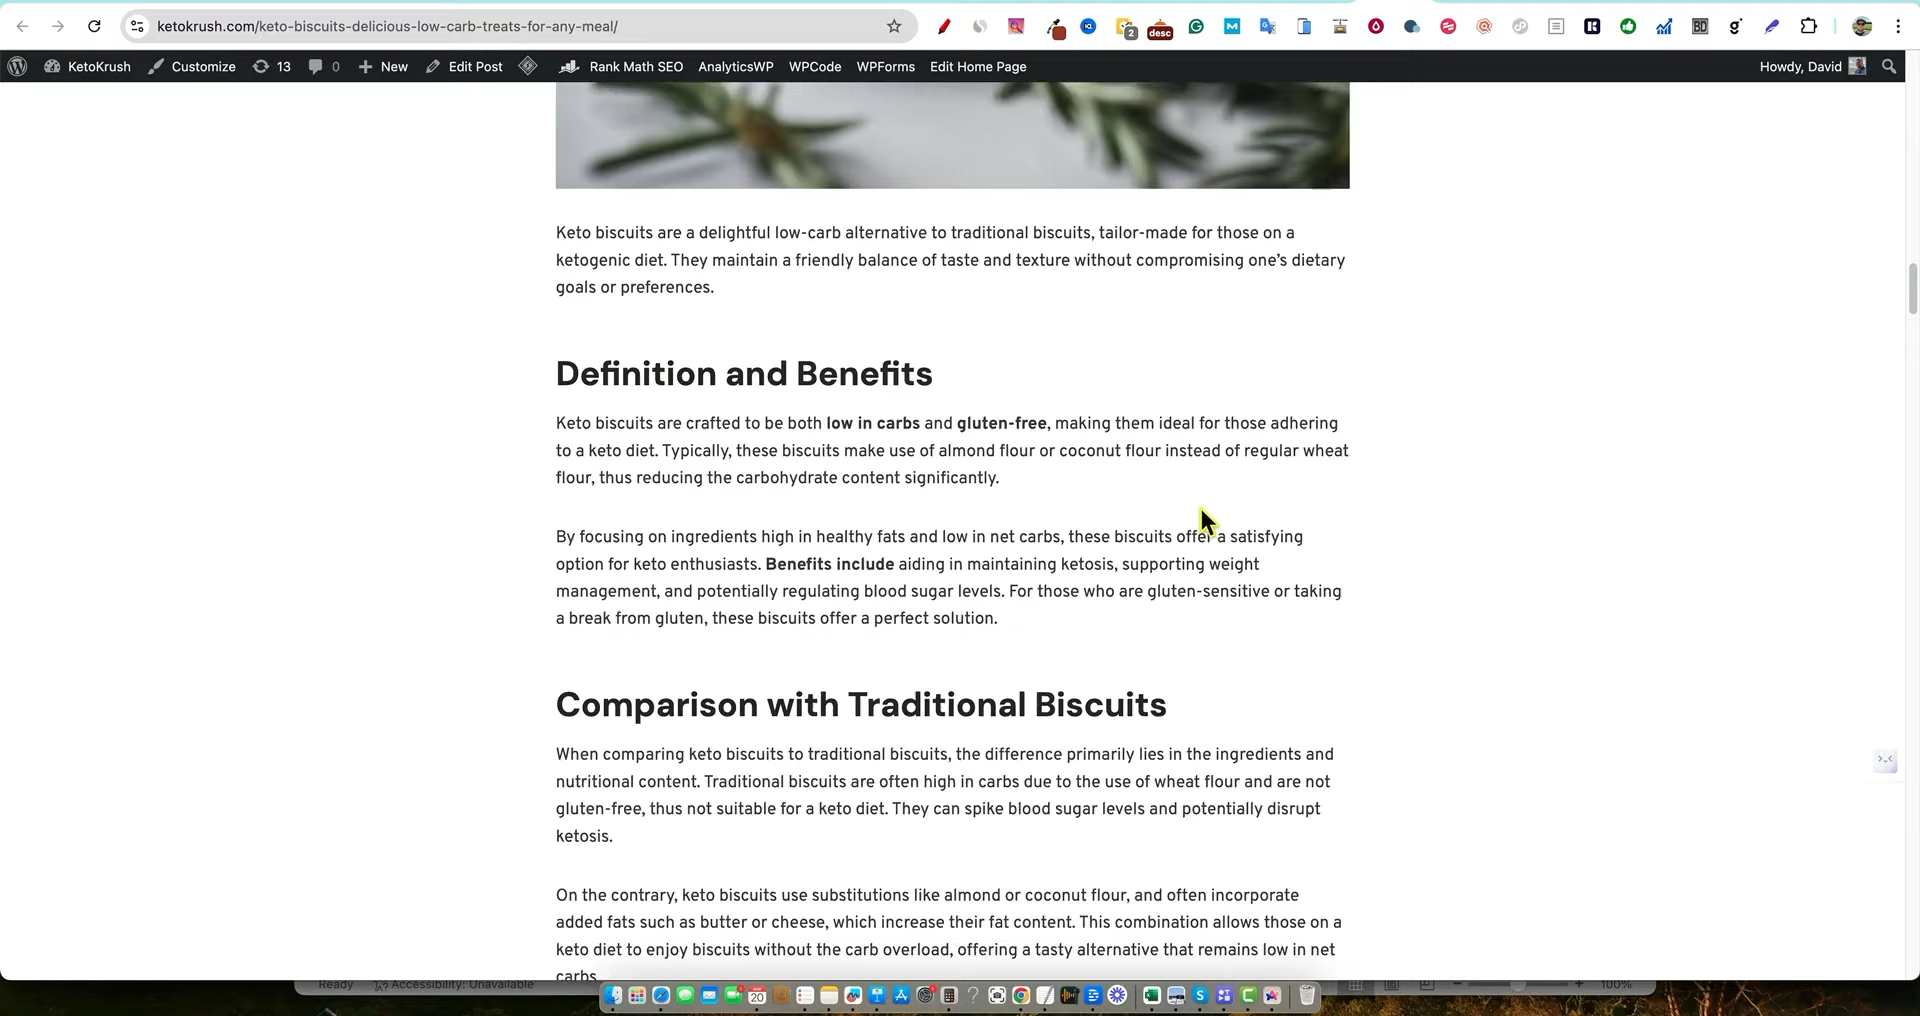 ketokrush.com/keto-biscuits-delicious-low-carb-treats-for-any-meal/
2
desc
M
BD
KetoKrush
Customize
13
0
New
Edit Post
Rank Math SEO
AnalyticsWP
WPCode
WPForms
Edit Home Page
Howdy, David
Keto biscuits are a delightful low-carb alternative to traditional biscuits, tailor-made for those on a
ketogenic diet. They maintain a friendly balance of taste and texture without compromising one’s dietary
goals or preferences.
Definition and Benefits
Keto biscuits are crafted to be both low in carbs and gluten-free, making them ideal for those adhering
to a keto diet. Typically, these biscuits make use of almond flour or coconut flour instead of regular wheat
flour, thus reducing the carbohydrate content significantly.
By focusing on ingredients high in healthy fats and low in net carbs, these biscuits offer a satisfying
option for keto enthusiasts. Benefits include aiding in maintaining ketosis, supporting weight
management, and potentially regulating blood sugar levels. For those who are gluten-sensitive or taking
a break from gluten, these biscuits offer a perfect solution.
Comparison with Traditional Biscuits
When comparing keto biscuits to traditional biscuits, the difference primarily lies in the ingredients and
nutritional content. Traditional biscuits are often high in carbs due to the use of wheat flour and are not
gluten-free, thus not suitable for a keto diet. They can spike blood sugar levels and potentially disrupt
ketosis.
On the contrary, keto biscuits use substitutions like almond or coconut flour, and often incorporate
added fats such as butter or cheese, which increase their fat content. This combination allows those on a
keto diet to enjoy biscuits without the carb overload, offering a tasty alternative that remains low in net
carbs.
Ready
Accessibility: Unavailable
100%
20